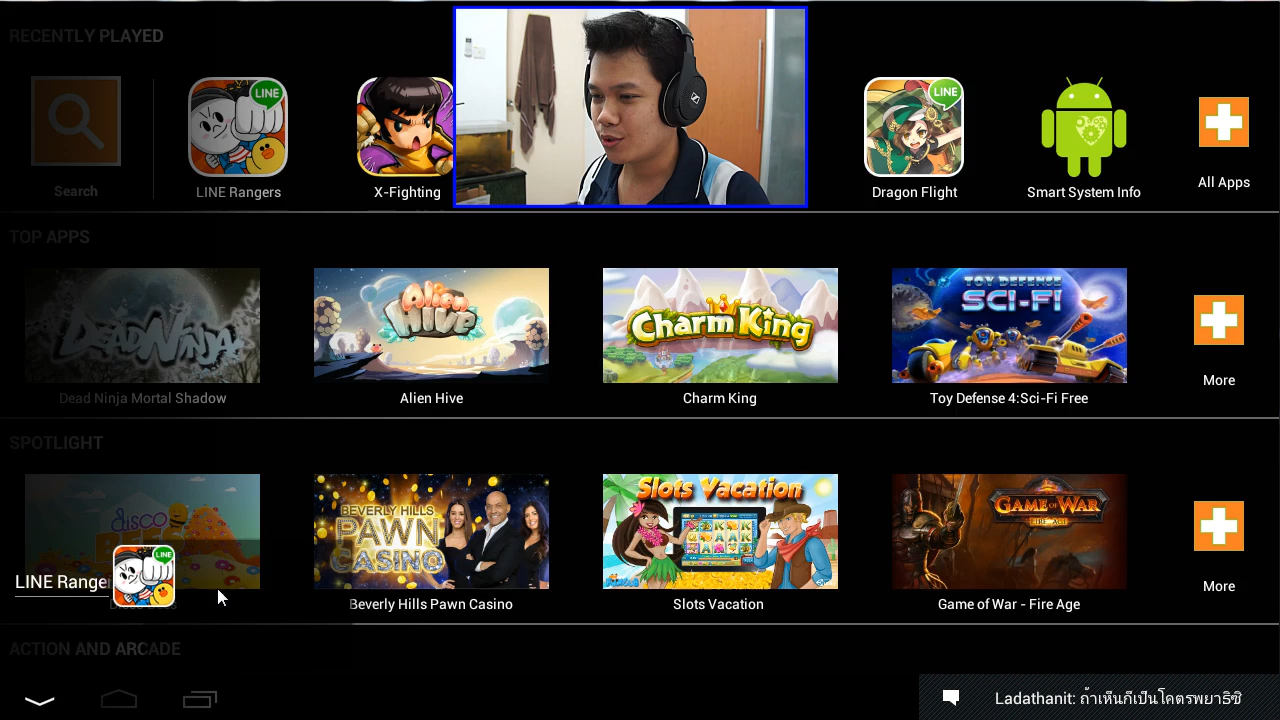 RECENTLY PLAYED
Search
LINE
LINE Rangers
X-Fighting
LINE
Dragon Flight
Smart System Info
All Apps
TOP APPS
DEAD NINJA
Alien HIVE
Charm King
TOY DEFENSE
SCI-FI
Dead Ninja Mortal Shadow
Alien Hive
Charm King
Toy Defense 4:Sci-Fi Free
More
SPOTLIGHT
disco
BEVERLY HILLS
PAWN
CASINO
Slots Vacation
GAME OF WAR
FIRE AGE
LINE
LINE Ranger
Beverly Hills Pawn Casino
Slots Vacation
Game of War - Fire Age
More
ACTION AND ARCADE
Ladathanit: ถ้าเห็นก็เป็นโคตรพยาธิซิ